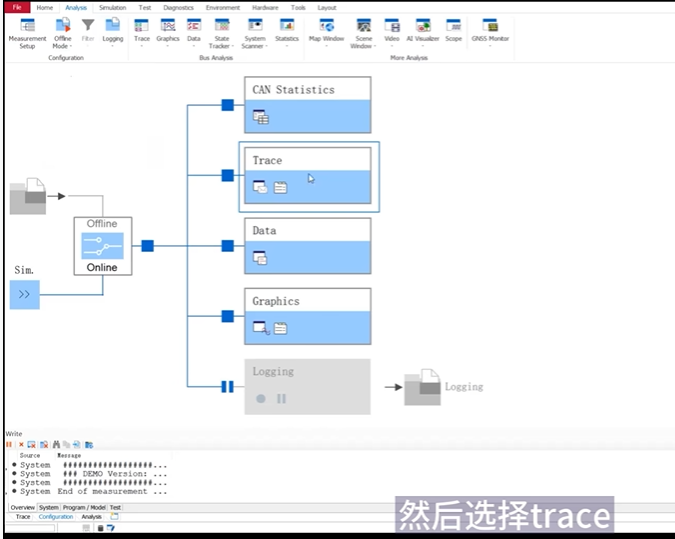 File Home Analysis Simulation Test Diagnostics Environment Hardware Tools Layout
Measurement Setup Offline Mode Filter Logging Trace Graphics Data State Tracker System Scanner Statistics Map Window Scene Window Video AI Visualizer Scope GNSS Monitor
Configuration Bus Analysis More Analysis
CAN Statistics
Trace
Offline
Online
Data
Sim.
Graphics
Logging
Logging
Write
Source Message
System ##################...
System ### DEMO Version: ...
System ##################...
System End of measurement ...
Overview System Program / Model Test
Trace Configuration Analysis
然后选择trace